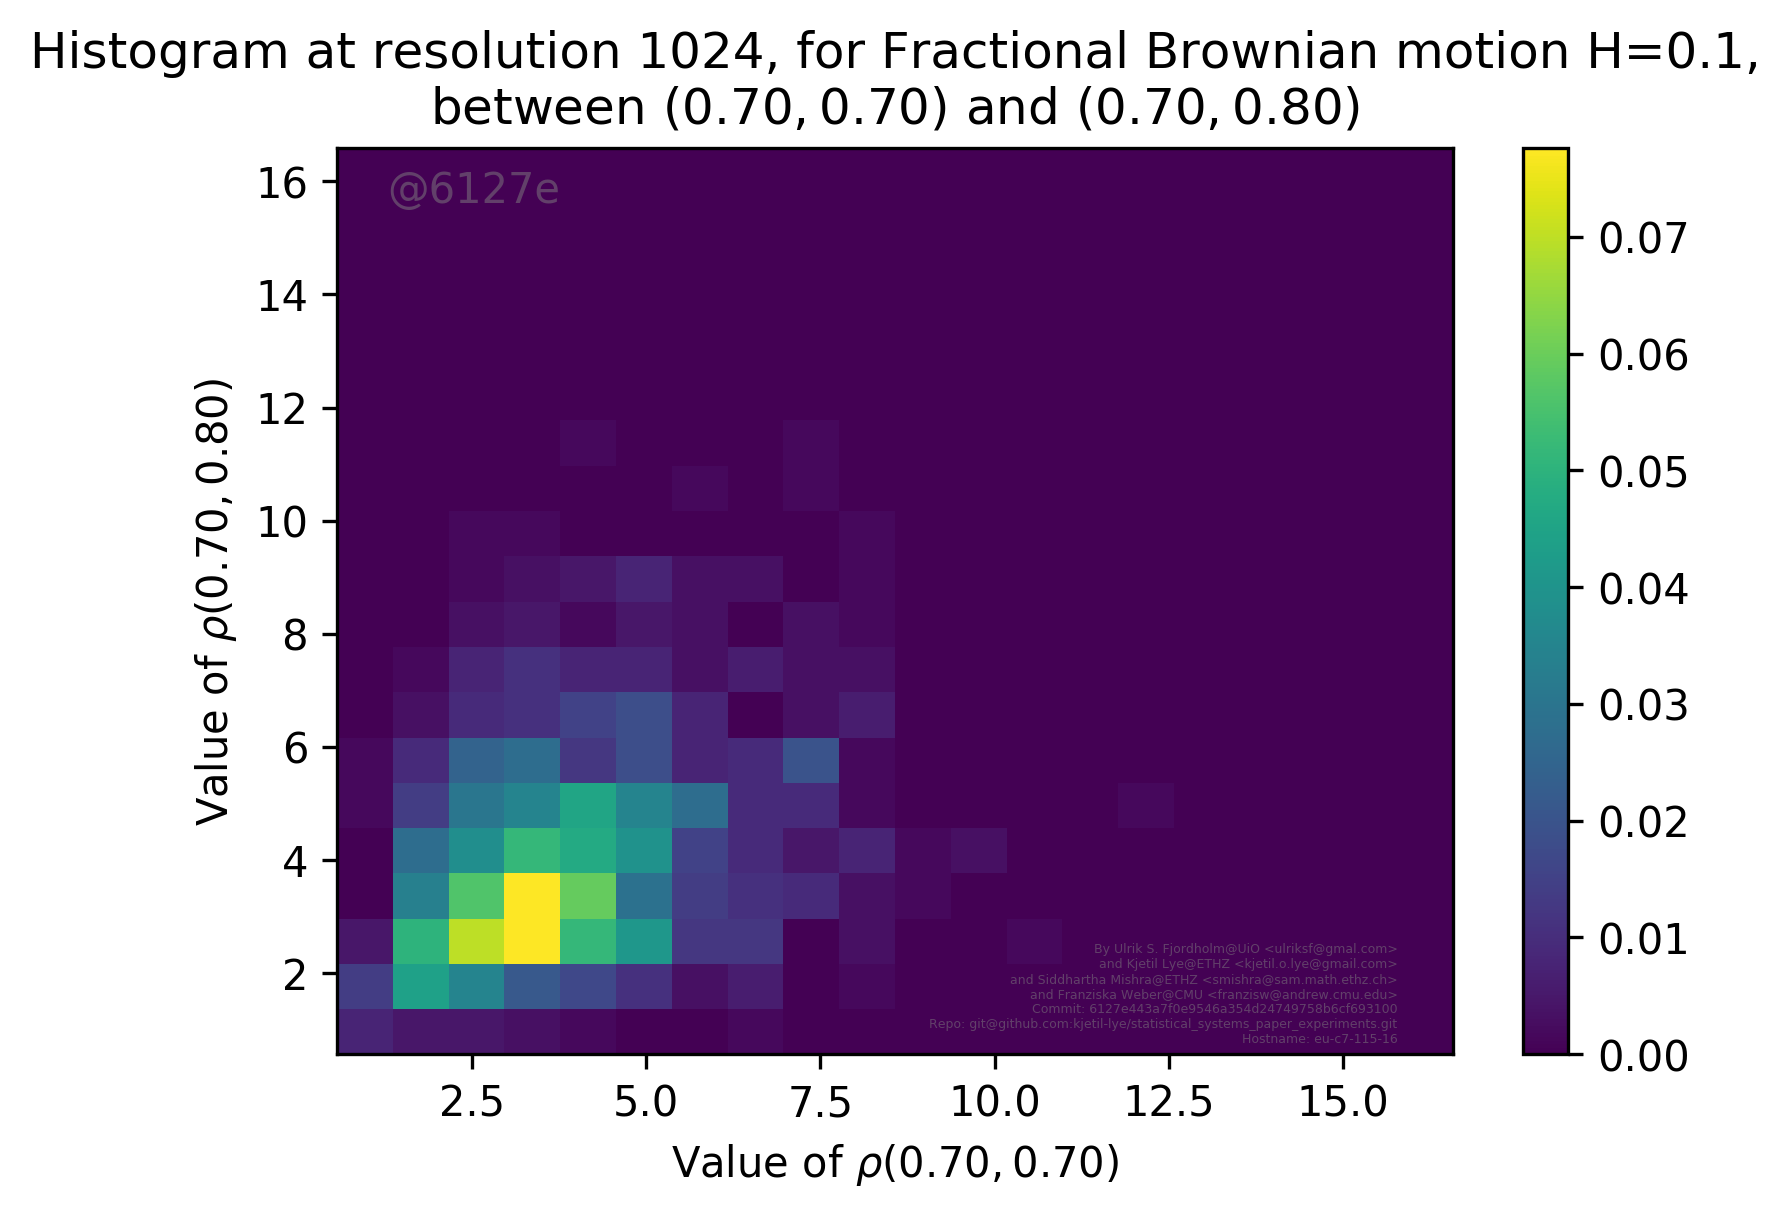 Histogram at resolution 1024, for Fractional Brownian motion H=0.1,
between (0.70, 0.70) and (0.70, 0.80)
@6127e
16
14
12
10
8
6
4
2
Value of ρ(0.70, 0.80)
2.5
5.0
7.5
10.0
12.5
15.0
Value of ρ(0.70, 0.70)
0.07
0.06
0.05
0.04
0.03
0.02
0.01
0.00
By Ulrik S. Fjordholm@UiO <ulriksf@gmal.com>
and Kjetil Lye@ETHZ <kjetil.o.lye@gmail.com>
and Siddhartha Mishra@ETHZ <smishra@sam.math.ethz.ch>
and Franziska Weber@CMU <franzisw@andrew.cmu.edu>
Commit: 6127e443a7f0e9546a354d24749758b6cf693100
Repo: git@github.com:kjetil-lye/statistical_systems_paper_experiments.git
Hostname: eu-c7-115-16